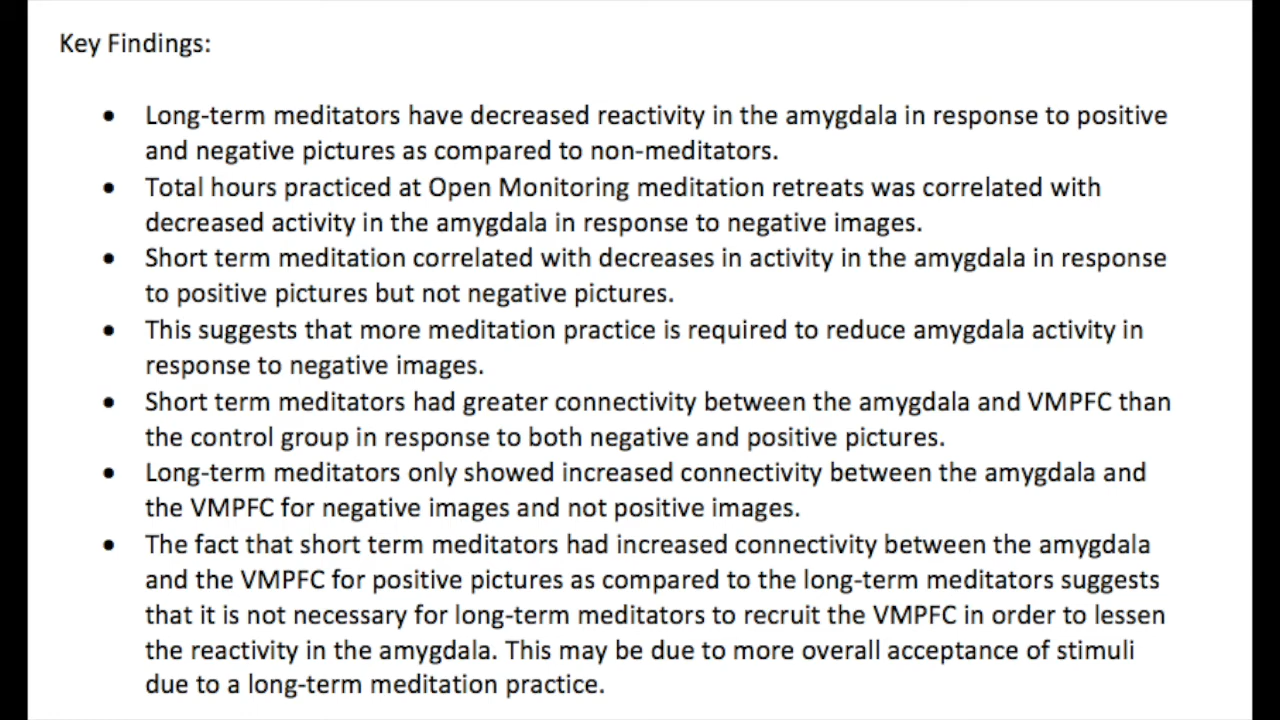 Key Findings:
• Long-term meditators have decreased reactivity in the amygdala in response to positive
and negative pictures as compared to non-meditators.
• Total hours practiced at Open Monitoring meditation retreats was correlated with
decreased activity in the amygdala in response to negative images.
• Short term meditation correlated with decreases in activity in the amygdala in response
to positive pictures but not negative pictures.
• This suggests that more meditation practice is required to reduce amygdala activity in
response to negative images.
• Short term meditators had greater connectivity between the amygdala and VMPFC than
the control group in response to both negative and positive pictures.
• Long-term meditators only showed increased connectivity between the amygdala and
the VMPFC for negative images and not positive images.
• The fact that short term meditators had increased connectivity between the amygdala
and the VMPFC for positive pictures as compared to the long-term meditators suggests
that it is not necessary for long-term meditators to recruit the VMPFC in order to lessen
the reactivity in the amygdala. This may be due to more overall acceptance of stimuli
due to a long-term meditation practice.